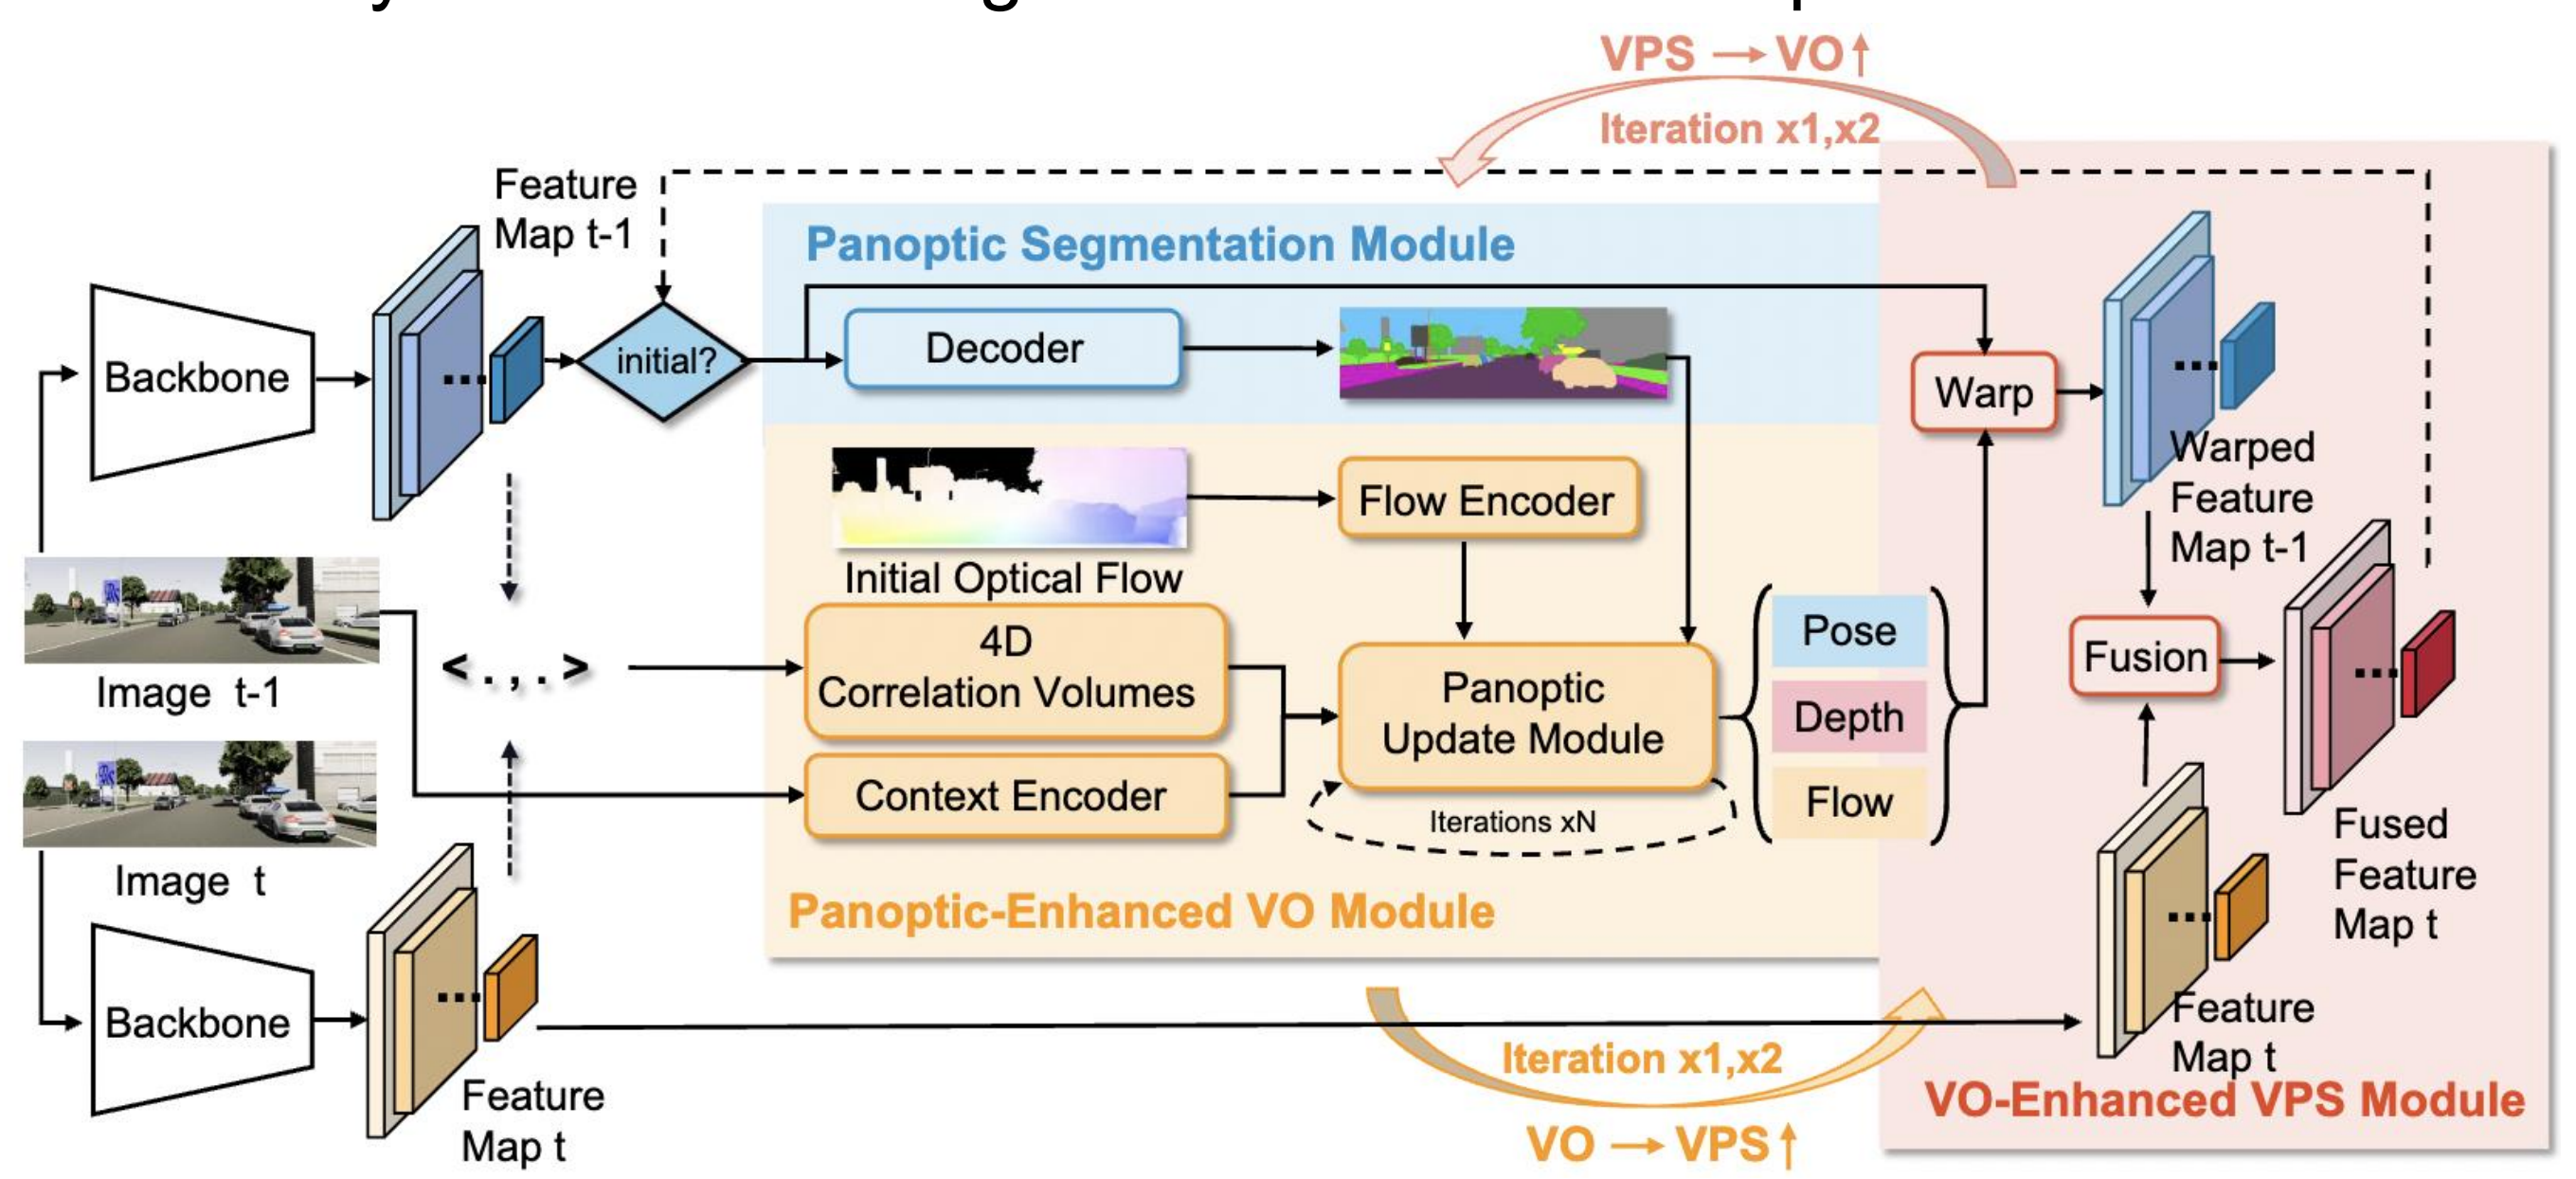 VPS → VO↑
Iteration x1,x2
Feature
Map t-1
Panoptic Segmentation Module
Backbone
initial?
Decoder
Warp
Warped
Feature
Map t-1
Flow Encoder
Initial Optical Flow
Image t-1
< . , . >
4D
Correlation Volumes
Context Encoder
Panoptic
Update Module
Iterations xN
Pose
Depth
Flow
Fusion
Fused
Feature
Map t
Image t
Panoptic-Enhanced VO Module
Backbone
Feature
Map t
Feature
Map t
Iteration x1,x2
VO → VPS↑
VO-Enhanced VPS Module